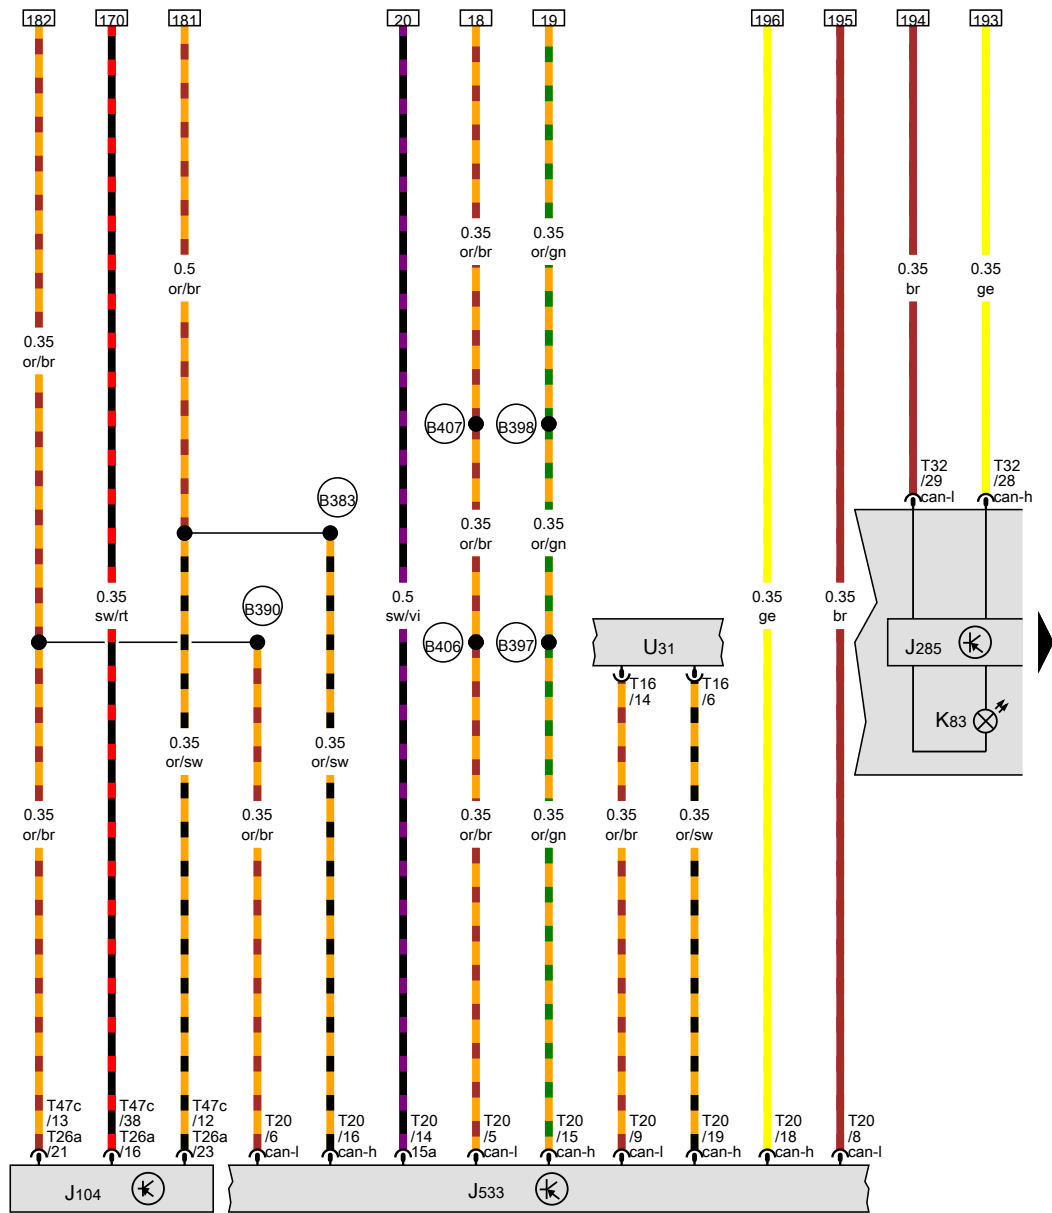 182
170
181
20
18
19
196
195
194
193
0.35
or/br
0.35
or/gn
0.5
or/br
0.35
br
0.35
ge
0.35
or/br
B407
B398
T32
/29
can-l
T32
/28
can-h
B383
0.35
or/br
0.35
or/gn
0.35
sw/rt
B390
0.5
sw/vi
0.35
ge
0.35
br
B406
B397
U31
J285
T16
/14
T16
/6
K83
0.35
or/sw
0.35
or/sw
0.35
or/br
0.35
or/br
0.35
or/br
0.35
or/gn
0.35
or/br
0.35
or/sw
T47c
/13
T26a
/21
T47c
/38
T26a
/16
T47c
/12
T26a
/23
T20
/6
can-l
T20
/16
can-h
T20
/14
15a
T20
/5
can-l
T20
/15
can-h
T20
/9
can-l
T20
/19
can-h
T20
/18
can-h
T20
/8
can-l
J104
J533